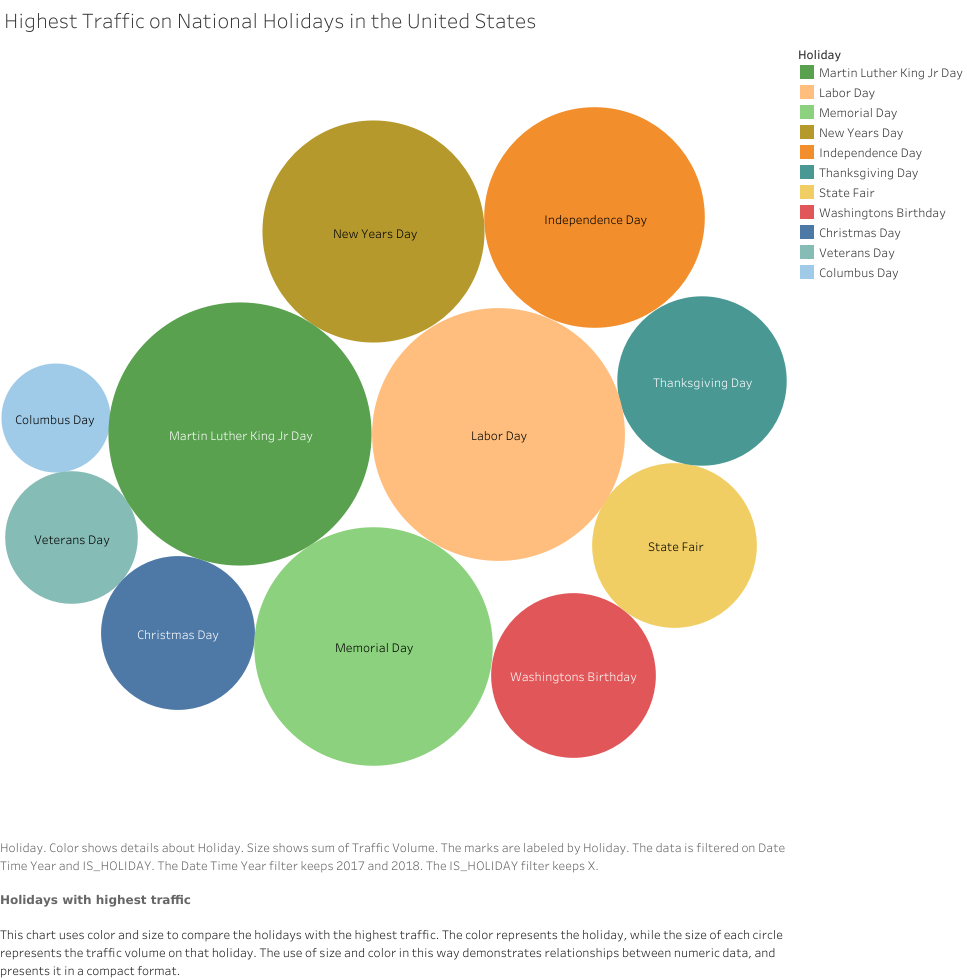 Highest Traffic on National Holidays in the United States
Holiday
Martin Luther King Jr Day
Labor Day
Memorial Day
New Years Day
Independence Day
Thanksgiving Day
State Fair
Washingtons Birthday
Christmas Day
Veterans Day
Columbus Day
Independence Day
New Years Day
Thanksgiving Day
Columbus Day
Martin Luther King Jr Day
Labor Day
Veterans Day
State Fair
Christmas Day
Memorial Day
Washingtons Birthday
Holiday. Color shows details about Holiday. Size shows sum of Traffic Volume. The marks are labeled by Holiday. The data is filtered on Date
Time Year and IS_HOLIDAY. The Date Time Year filter keeps 2017 and 2018. The IS_HOLIDAY filter keeps X.
Holidays with highest traffic
This chart uses color and size to compare the holidays with the highest traffic. The color represents the holiday, while the size of each circle
represents the traffic volume on that holiday. The use of size and color in this way demonstrates relationships between numeric data, and
presents it in a compact format.